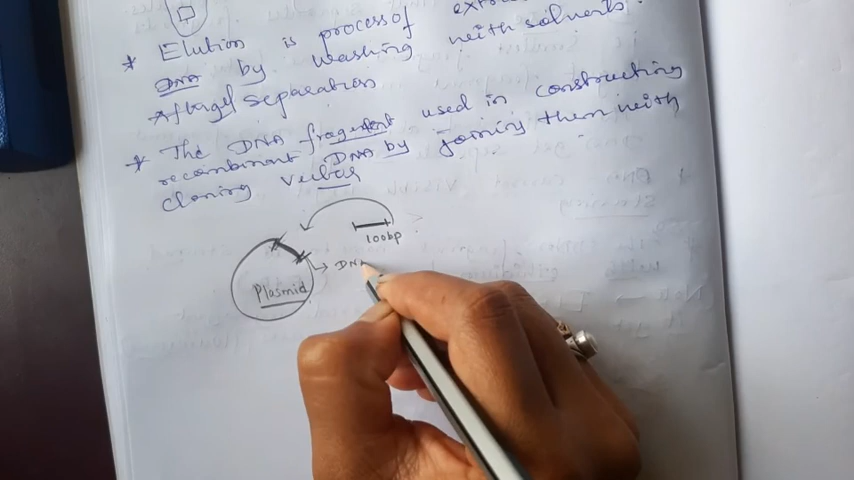 * Elution is process of
DNA by washing with solvents.
After gel separation
* The DNA fragment used in constructing
recombinant DNA by joining them with
cloning vectors
100bp
→ DNA
Plasmid